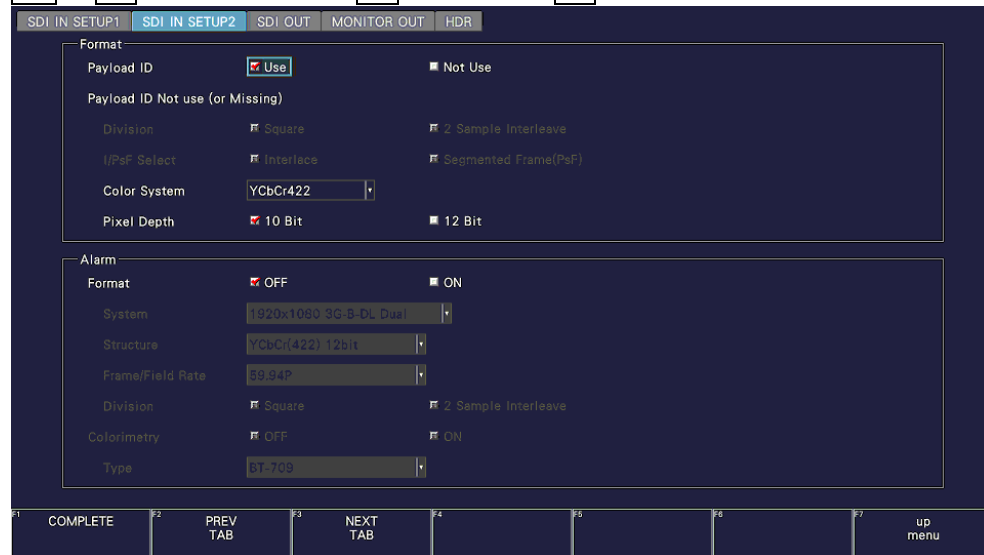 SDI IN SETUP1 SDI IN SETUP2 SDI OUT MONITOR OUT HDR
Format
Payload ID Use Not Use
Payload ID Not use (or Missing)
Division Square 2 Sample Interleave
I/PsF Select Interlace Segmented Frame(PsF)
Color System YCbCr422
Pixel Depth 10 Bit 12 Bit
Alarm
Format OFF ON
System 1920x1080 3G-B-DL Dual
Structure YCbCr(422) 12bit
Frame/Field Rate 59.94P
Division Square 2 Sample Interleave
Colorimetry OFF ON
Type BT-709
F1 COMPLETE F2 PREV TAB F3 NEXT TAB F4 F5 F6 F7 up menu